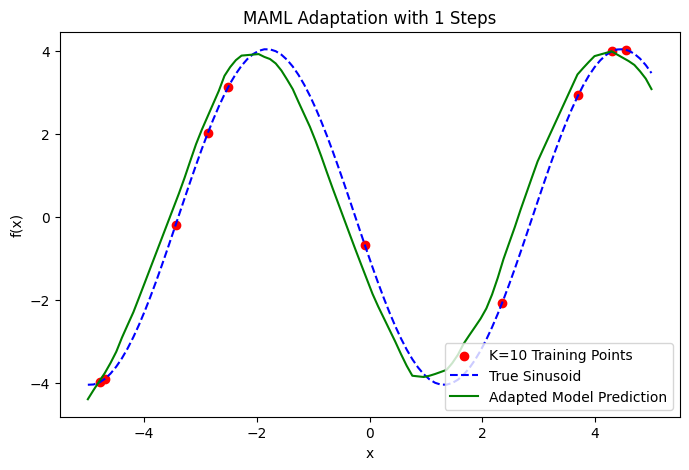 MAML Adaptation with 1 Steps
f(x)
4
2
0
−2
−4
K=10 Training Points
True Sinusoid
Adapted Model Prediction
−4
−2
0
2
4
x